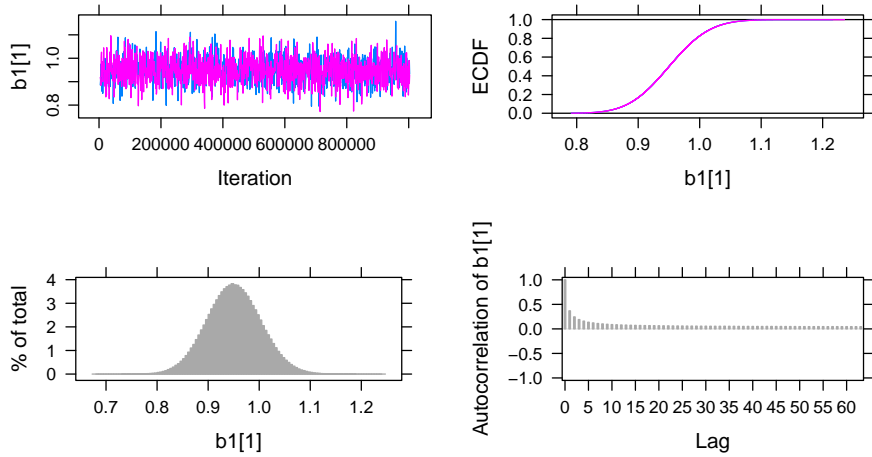 b1[1]
1.0
0.8
0 200000 400000 600000 800000
Iteration
ECDF
1.0
0.8
0.6
0.4
0.2
0.0
0.8 0.9 1.0 1.1 1.2
b1[1]
% of total
4
3
2
1
0
0.7 0.8 0.9 1.0 1.1 1.2
b1[1]
Autocorrelation of b1[1]
1.0
0.5
0.0
−0.5
−1.0
0 5 10 15 20 25 30 35 40 45 50 55 60
Lag